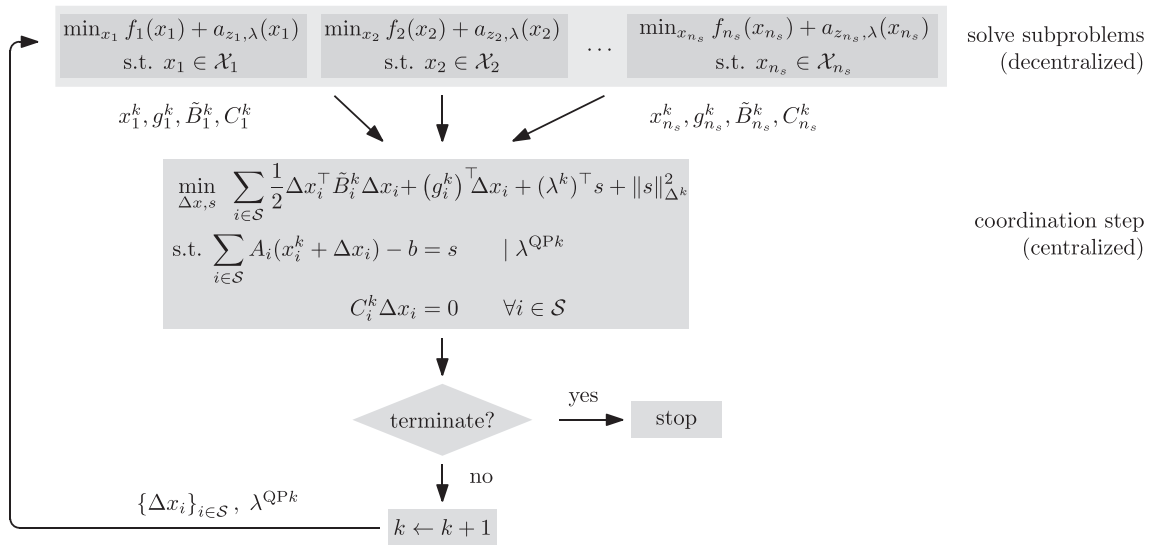 min_{x_1} f_1(x_1) + a_{z_1,λ}(x_1)
s.t. x_1 ∈ 𝒳_1
min_{x_2} f_2(x_2) + a_{z_2,λ}(x_2)
s.t. x_2 ∈ 𝒳_2
⋯
min_{x_{n_s}} f_{n_s}(x_{n_s}) + a_{z_{n_s},λ}(x_{n_s})
s.t. x_{n_s} ∈ 𝒳_{n_s}
solve subproblems
(decentralized)
x_1^k, g_1^k, B̃_1^k, C_1^k
x_{n_s}^k, g_{n_s}^k, B̃_{n_s}^k, C_{n_s}^k
min_{Δx,s} ∑_{i∈𝒮} \frac{1}{2} Δx_i^⊤ B̃_i^k Δx_i + (g_i^k)^⊤ Δx_i + (λ^k)^⊤ s + ‖s‖_{Δ^k}^2
s.t. ∑_{i∈𝒮} A_i(x_i^k + Δx_i) − b = s | λ^{QPk}
C_i^k Δx_i = 0 ∀i ∈ 𝒮
coordination step
(centralized)
terminate?
yes
stop
no
{Δx_i}_{i∈𝒮}, λ^{QPk}
k ← k + 1